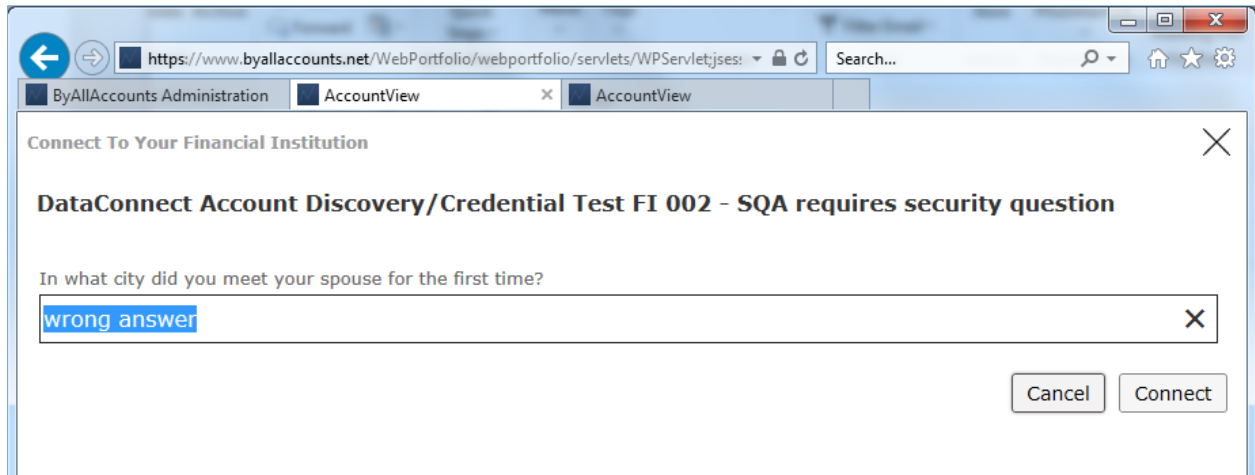 https://www.byallaccounts.net/WebPortfolio/webportfolio/servlets/WPServlet;jses:
Search...
ByAllAccounts Administration
AccountView
AccountView
Connect To Your Financial Institution
DataConnect Account Discovery/Credential Test FI 002 - SQA requires security question
In what city did you meet your spouse for the first time?
wrong answer
Cancel
Connect